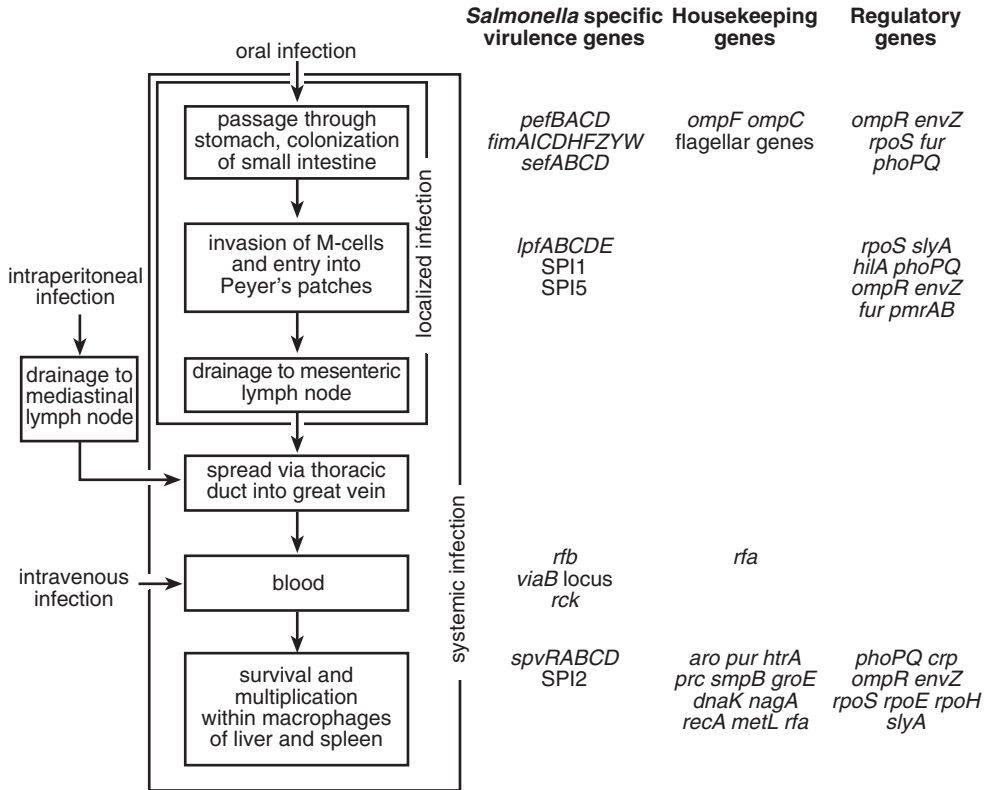 Salmonella specific
virulence genes
Housekeeping
genes
Regulatory
genes
oral infection
passage through
stomach, colonization
of small intestine
pefBACD
fimAICDHFZYW
sefABCD
ompF ompC
flagellar genes
ompR envZ
rpoS fur
phoPQ
invasion of M-cells
and entry into
Peyer's patches
lpfABCDE
SPI1
SPI5
rpoS slyA
hilA phoPQ
ompR envZ
fur pmrAB
localized infection
intraperitoneal
infection
drainage to
mediastinal
lymph node
drainage to mesenteric
lymph node
spread via thoracic
duct into great vein
systemic infection
intravenous
infection
blood
rfb
viaB locus
rck
rfa
survival and
multiplication
within macrophages
of liver and spleen
spvRABCD
SPI2
aro pur htrA
prc smpB groE
dnaK nagA
recA metL rfa
phoPQ crp
ompR envZ
rpoS rpoE rpoH
slyA